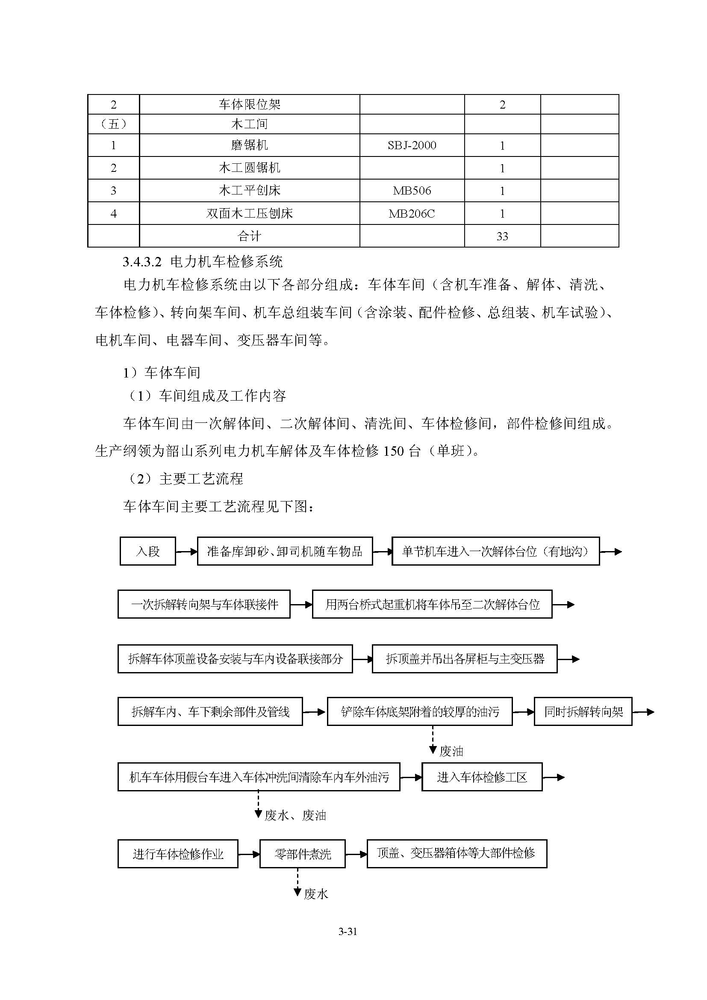 2 车体限位架 2
（五） 木工间
1 磨锯机 SBJ-2000 1
2 木工圆锯机 1
3 木工平创床 MB506 1
4 双面木工压刨床 MB206C 1
合计 33
3.4.3.2 电力机车检修系统
电力机车检修系统由以下各部分组成：车体车间（含机车准备、解体、清洗、
车体检修）、转向架车间、机车总组装车间（含涂装、配件检修、总组装、机车试验）、
电机车间、电器车间、变压器车间等。
1）车体车间
（1）车间组成及工作内容
车体车间由一次解体间、二次解体间、清洗间、车体检修间，部件检修间组成。
生产纲领为韶山系列电力机车解体及车体检修 150 台（单班）。
（2）主要工艺流程
车体车间主要工艺流程见下图：
入段 准备库卸砂、卸司机随车物品 单节机车进入一次解体台位（有地沟）
一次拆解转向架与车体联接件 用两台桥式起重机将车体吊至二次解体台位
拆解车体顶盖设备安装与车内设备联接部分 拆顶盖并吊出各屏柜与主变压器
拆解车内、车下剩余部件及管线 铲除车体底架附着的较厚的油污 同时拆解转向架
废油
机车车体用假台车进入车体冲洗间清除车内车外油污 进入车体检修工区
废水、废油
进行车体检修作业 零部件煮洗 顶盖、变压器箱体等大部件检修
废水
3-31